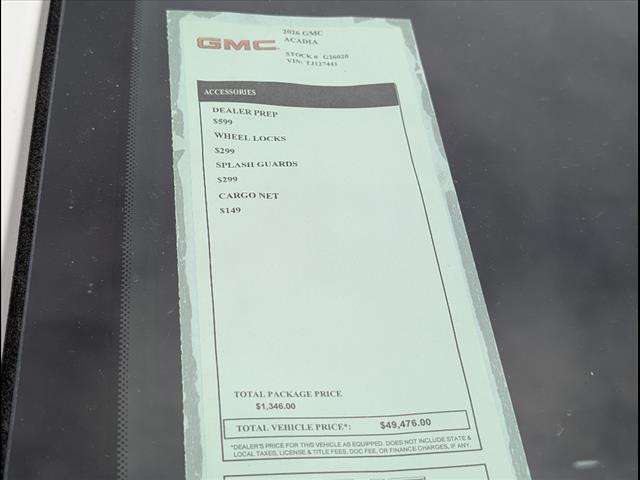 GMC
2026 GMC
ACADIA
STOCK # G26020
VIN: TJ127441
ACCESSORIES
DEALER PREP
$599
WHEEL LOCKS
$299
SPLASH GUARDS
$299
CARGO NET
$149
TOTAL PACKAGE PRICE
$1,346.00
TOTAL VEHICLE PRICE*: $49,476.00
*DEALER'S PRICE FOR THIS VEHICLE AS EQUIPPED. DOES NOT INCLUDE STATE &
LOCAL TAXES, LICENSE & TITLE FEES, DOC FEE, OR FINANCE CHARGES, IF ANY.